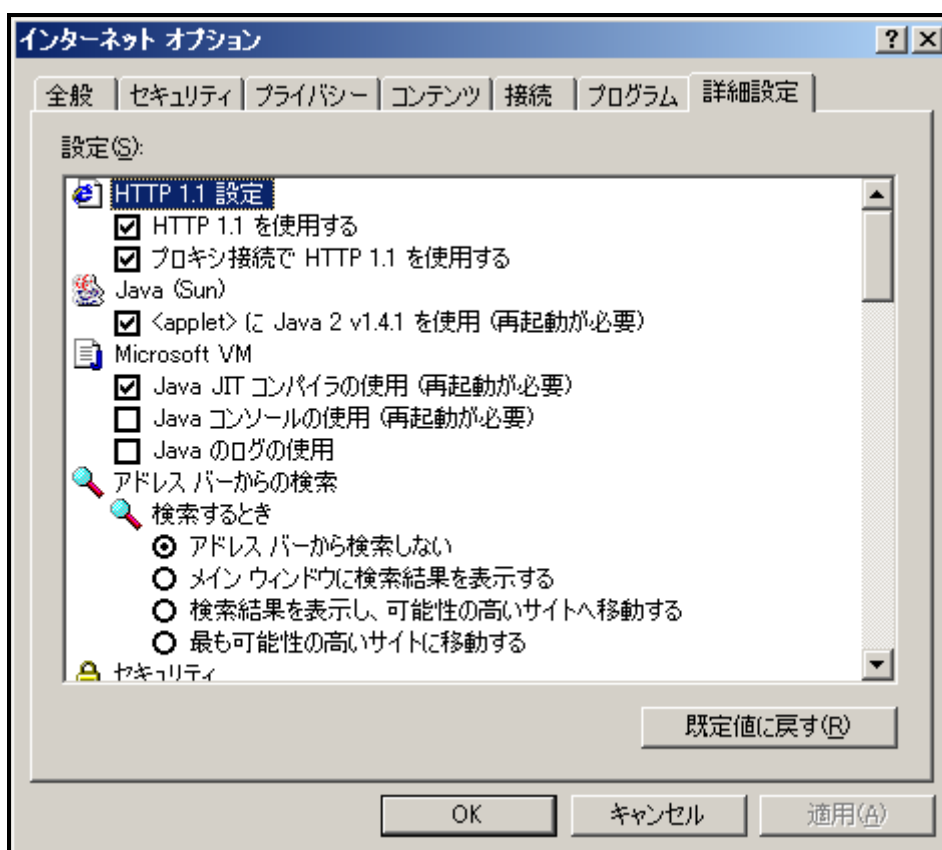 インターネット オプション
全般 セキュリティ プライバシー コンテンツ 接続 プログラム 詳細設定
設定(S):
HTTP 1.1 設定
HTTP 1.1 を使用する
プロキシ接続で HTTP 1.1 を使用する
Java (Sun)
<applet> に Java 2 v1.4.1 を使用 (再起動が必要)
Microsoft VM
Java JIT コンパイラの使用 (再起動が必要)
Java コンソールの使用 (再起動が必要)
Java のログの使用
アドレス バーからの検索
検索するとき
アドレス バーから検索しない
メイン ウィンドウに検索結果を表示する
検索結果を表示し、可能性の高いサイトへ移動する
最も可能性の高いサイトに移動する
セキュリティ
既定値に戻す(R)
OK キャンセル 適用(A)